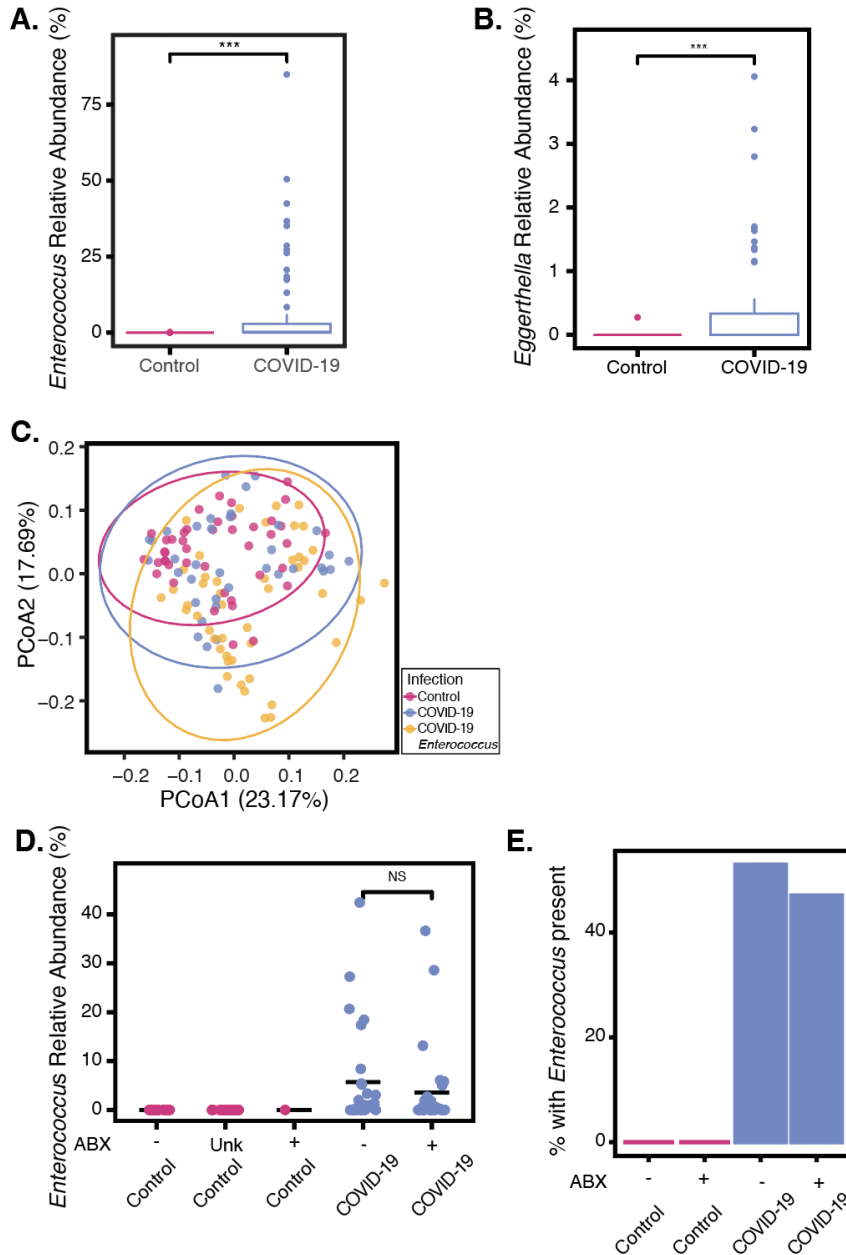 A.
Enterococcus Relative Abundance (%)
***
75
50
25
0
Control
COVID-19
B.
Eggerthella Relative Abundance (%)
***
4
3
2
1
0
Control
COVID-19
C.
PCoA2 (17.69%)
0.2
0.1
0.0
−0.1
−0.2
−0.2 −0.1 0.0 0.1 0.2
PCoA1 (23.17%)
Infection
Control
COVID-19
COVID-19
Enterococcus
D.
Enterococcus Relative Abundance (%)
NS
40
30
20
10
0
ABX - Unk + - +
Control
Control
Control
COVID-19
COVID-19
E.
% with Enterococcus present
40
20
0
ABX - + - +
Control
Control
COVID-19
COVID-19